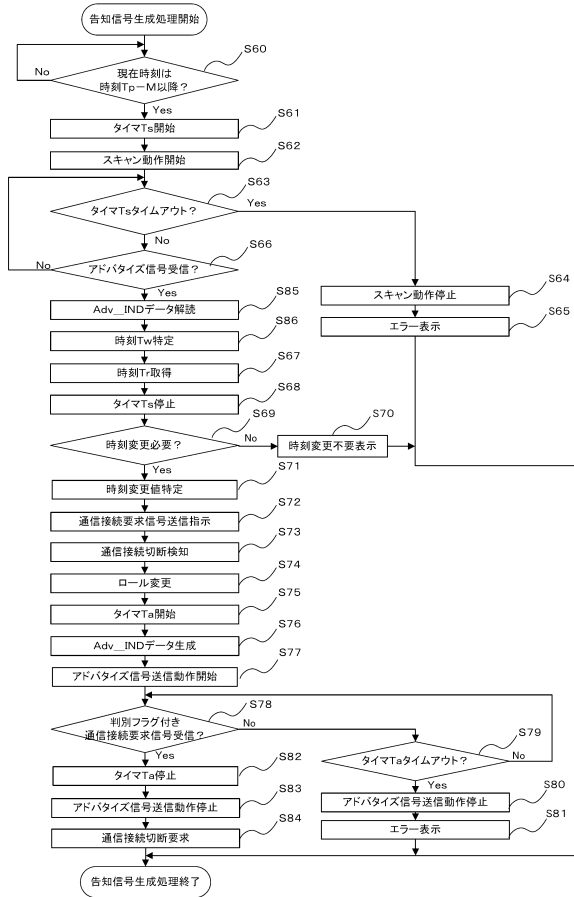 告知信号生成処理開始
S60
現在時刻は
時刻Tp－M以降？
No
Yes
S61
タイマTs開始
S62
スキャン動作開始
S63
タイマTsタイムアウト？
Yes
No
S66
アドバタイズ信号受信？
No
Yes
S64
スキャン動作停止
S65
エラー表示
S85
Adv＿INDデータ解読
S86
時刻Tw特定
S67
時刻Tr取得
S68
タイマTs停止
S69
時刻変更必要？
No
S70
時刻変更不要表示
Yes
S71
時刻変更値特定
S72
通信接続要求信号送信指示
S73
通信接続切断検知
S74
ロール変更
S75
タイマTa開始
S76
Adv＿INDデータ生成
S77
アドバタイズ信号送信動作開始
S78
判別フラグ付き
通信接続要求信号受信？
No
Yes
S79
タイマTaタイムアウト？
No
Yes
S80
アドバタイズ信号送信動作停止
S81
エラー表示
S82
タイマTa停止
S83
アドバタイズ信号送信動作停止
S84
通信接続切断要求
告知信号生成処理終了